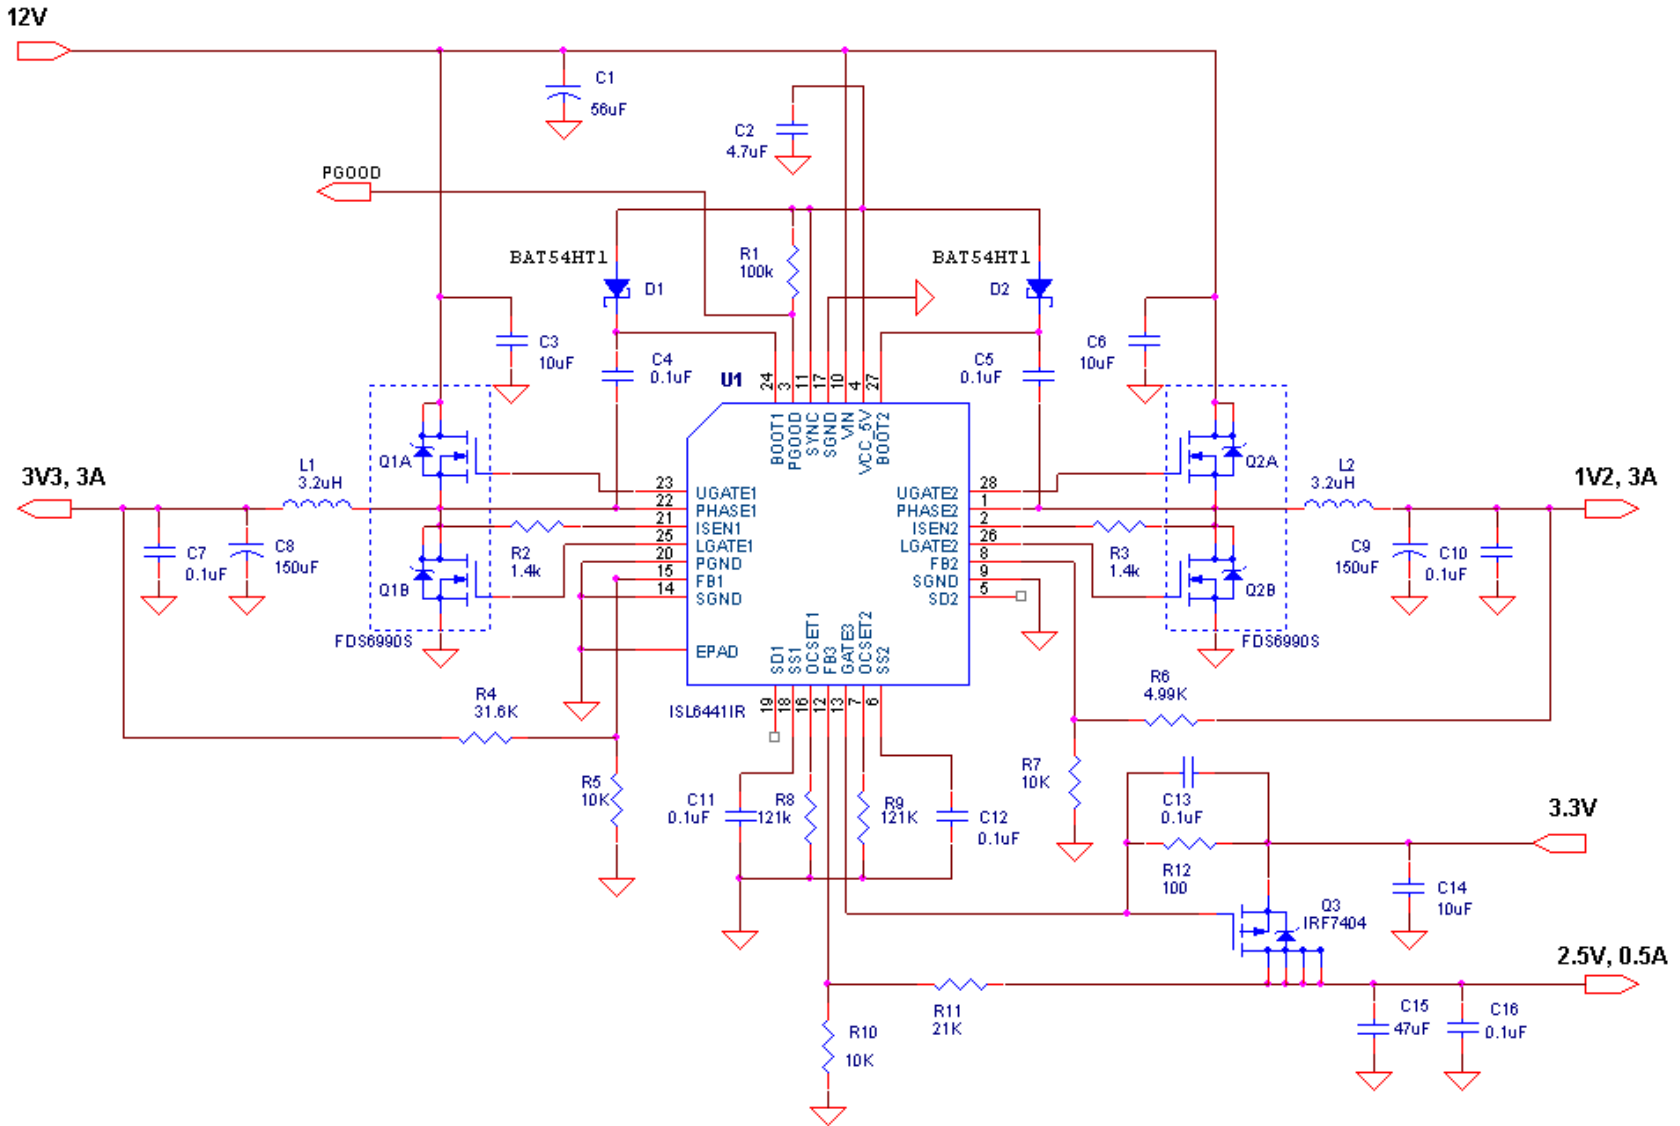 12V
C1
56uF
C2
4.7uF
PGOOD
BAT54HT1
D1
R1
100k
BAT54HT1
D2
C3
10uF
C4
0.1uF
U1
24
3
11
17
10
4
27
C5
0.1uF
C6
10uF
BOOT1
PGOOD
SYNC
SGND
VIN
VCC_5V
BOOT2
Q1A
Q2A
3V3, 3A
L1
3.2uH
L2
3.2uH
1V2, 3A
23
UGATE1
22
PHASE1
21
ISEN1
25
LGATE1
20
PGND
15
FB1
14
SGND
EPAD
UGATE2
28
PHASE2
1
ISEN2
2
LGATE2
26
FB2
8
SGND
9
SD2
5
C7
0.1uF
C8
150uF
R2
1.4k
R3
1.4k
C9
150uF
C10
0.1uF
Q1B
Q2B
FDS6990S
FDS6990S
SD1
SS1
OCSET1
FB3
GATE3
OCSET2
SS2
ISL6441IR
19
18
16
12
13
7
6
R4
31.6K
R6
4.99K
R5
10K
R7
10K
C11
0.1uF
R8
121k
R9
121K
C12
0.1uF
C13
0.1uF
3.3V
R12
100
C14
10uF
Q3
IRF7404
2.5V, 0.5A
R11
21K
C15
47uF
C16
0.1uF
R10
10K